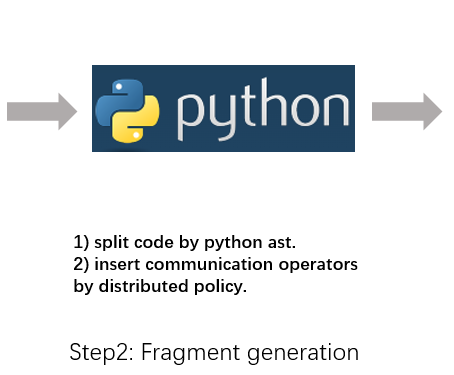 python
1) split code by python ast.
2) insert communication operators
by distributed policy.
Step2: Fragment generation